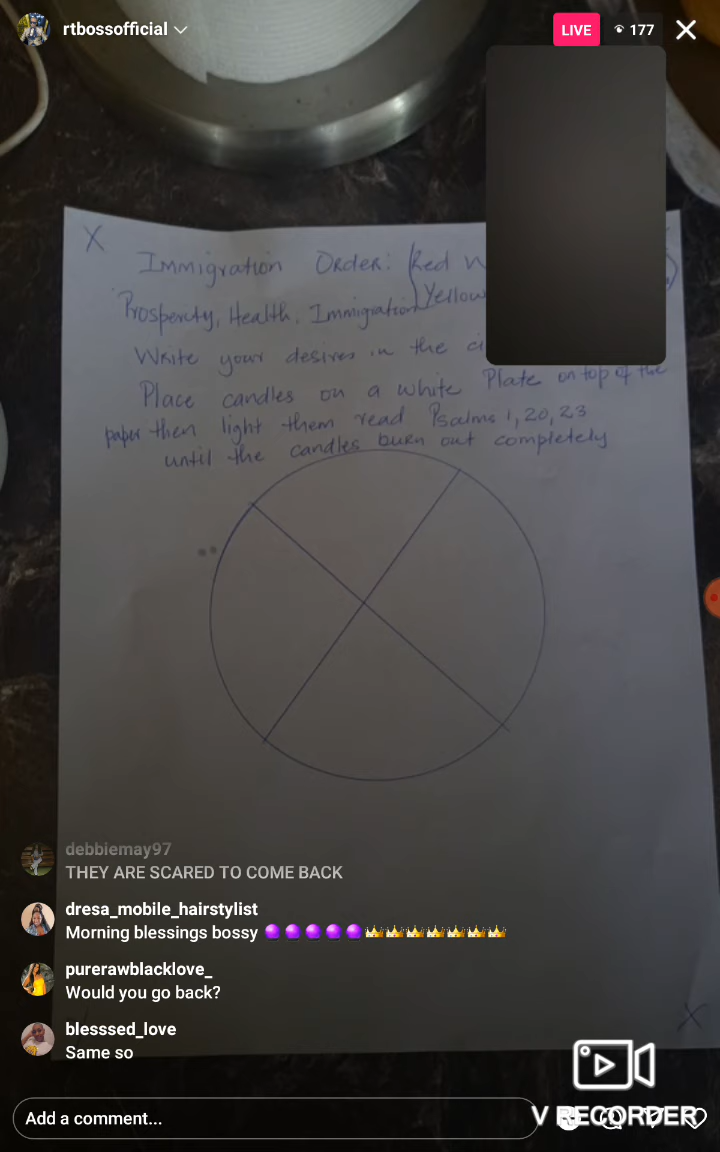 rtbossofficial
LIVE
177
X
Immigration Order: (Red
Prosperity, Health, Immigration Yellow
Write your desires in the
Place candles on a white Plate on top of the
paper then light them read Psalms 1, 20, 23
until the candles burn out completely
debbiemay97
THEY ARE SCARED TO COME BACK
dresa_mobile_hairstylist
Morning blessings bossy 🔮🔮🔮🔮🔮👑👑👑👑👑👑👑
purerawblacklove_
Would you go back?
blesssed_love
Same so
X
Add a comment...
V RECORDER